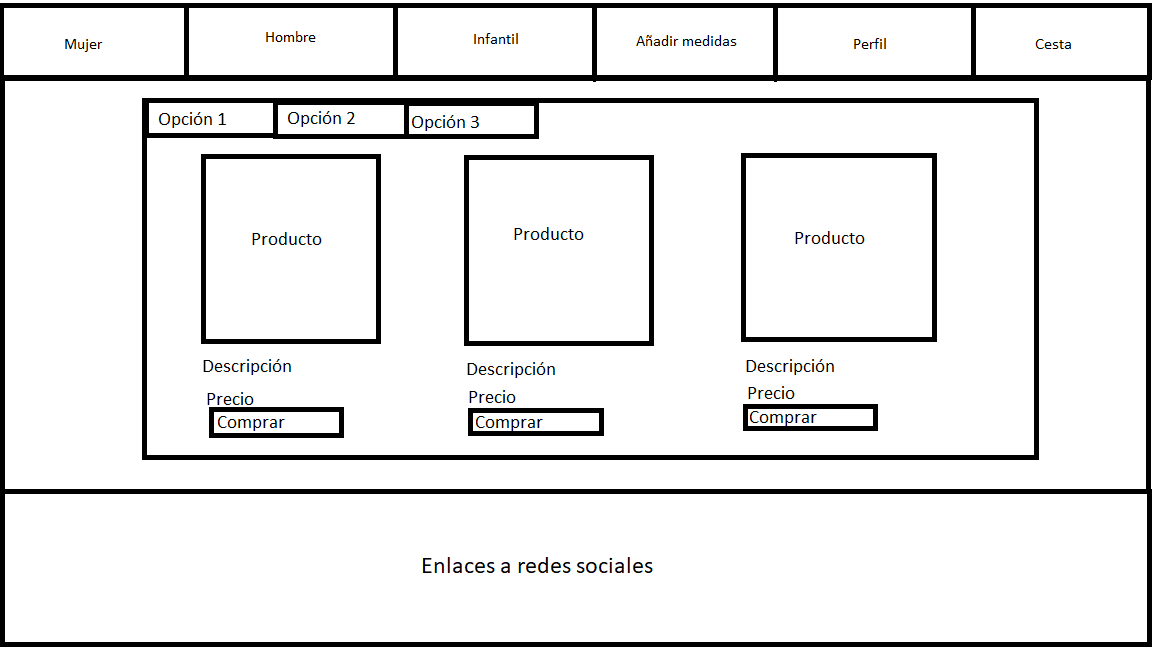 Mujer
Hombre
Infantil
Añadir medidas
Perfil
Cesta
Opción 1
Opción 2
Opción 3
Producto
Producto
Producto
Descripción
Descripción
Descripción
Precio
Precio
Precio
Comprar
Comprar
Comprar
Enlaces a redes sociales